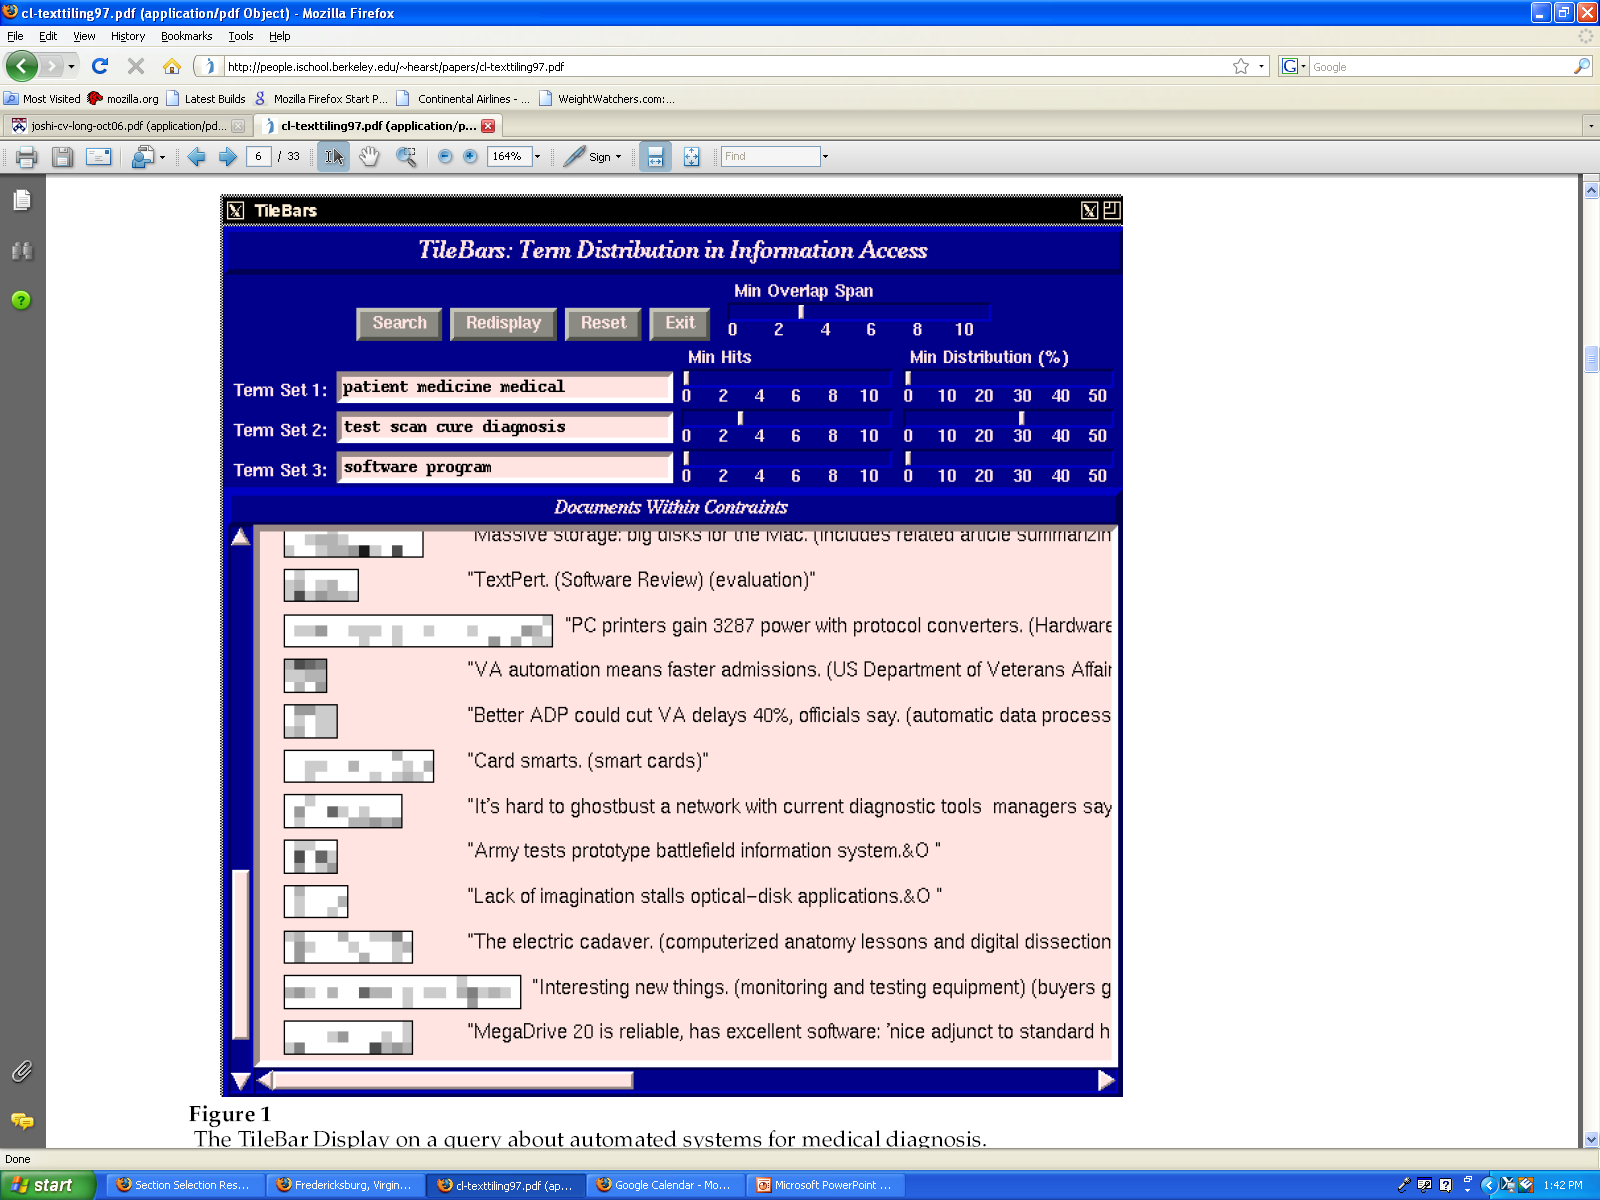 cl-texttiling97.pdf (application/pdf Object) - Mozilla Firefox
File Edit View History Bookmarks Tools Help
http://people.ischool.berkeley.edu/~hearst/papers/cl-texttiling97.pdf
Google
Most Visited mozilla.org Latest Builds Mozilla Firefox Start P... Continental Airlines - ... WeightWatchers.com:...
joshi-cv-long-oct06.pdf (application/pd... cl-texttiling97.pdf (application/p...
6 / 33 164% Sign Find
TileBars
TileBars: Term Distribution in Information Access
Min Overlap Span
Search Redisplay Reset Exit
0 2 4 6 8 10
Min Hits Min Distribution (%)
Term Set 1: patient medicine medical
0 2 4 6 8 10 0 10 20 30 40 50
Term Set 2: test scan cure diagnosis
0 2 4 6 8 10 0 10 20 30 40 50
Term Set 3: software program
0 2 4 6 8 10 0 10 20 30 40 50
Documents Within Contraints
"Massive storage: big disks for the Mac. (includes related article summarizin
"TextPert. (Software Review) (evaluation)"
"PC printers gain 3287 power with protocol converters. (Hardware
"VA automation means faster admissions. (US Department of Veterans Affair
"Better ADP could cut VA delays 40%, officials say. (automatic data process
"Card smarts. (smart cards)"
"It's hard to ghostbust a network with current diagnostic tools managers say
"Army tests prototype battlefield information system.&O "
"Lack of imagination stalls optical-disk applications.&O "
"The electric cadaver. (computerized anatomy lessons and digital dissection
"Interesting new things. (monitoring and testing equipment) (buyers g
"MegaDrive 20 is reliable, has excellent software: 'nice adjunct to standard h
Figure 1
The TileBar Display on a query about automated systems for medical diagnosis.
Done
start Section Selection Res... Fredericksburg, Virgin... cl-texttiling97.pdf (ap... Google Calendar - Mo... Microsoft PowerPoint ... 1:42 PM